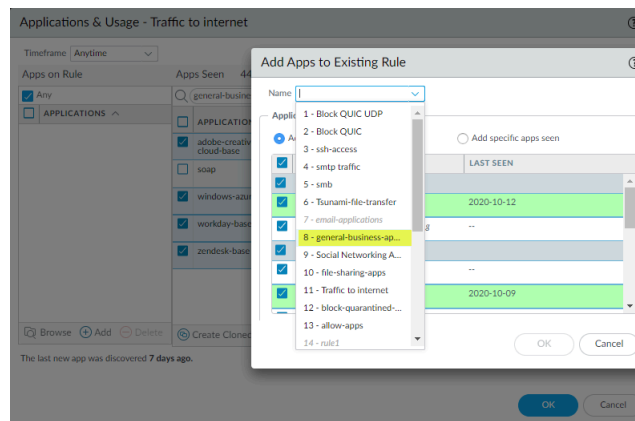 Applications & Usage - Traffic to internet
Timeframe Anytime
Apps on Rule
Apps Seen 44
Any
general-busine
APPLICATIONS
APPLICATION
adobe-creativ
cloud-base
soap
windows-azur
workday-base
zendesk-base
Browse Add Delete
Create Cloned
The last new app was discovered 7 days ago.
OK Cancel
Add Apps to Existing Rule
Name
Applic
A
Add specific apps seen
LAST SEEN
2020-10-12
--
--
2020-10-09
1 - Block QUIC UDP
2 - Block QUIC
3 - ssh-access
4 - smtp traffic
5 - smb
6 - Tsunami-file-transfer
7 - email-applications
8 - general-business-ap...
9 - Social Networking A...
10 - file-sharing-apps
11 - Traffic to internet
12 - block-quarantined-...
13 - allow-apps
14 - rule1
OK Cancel